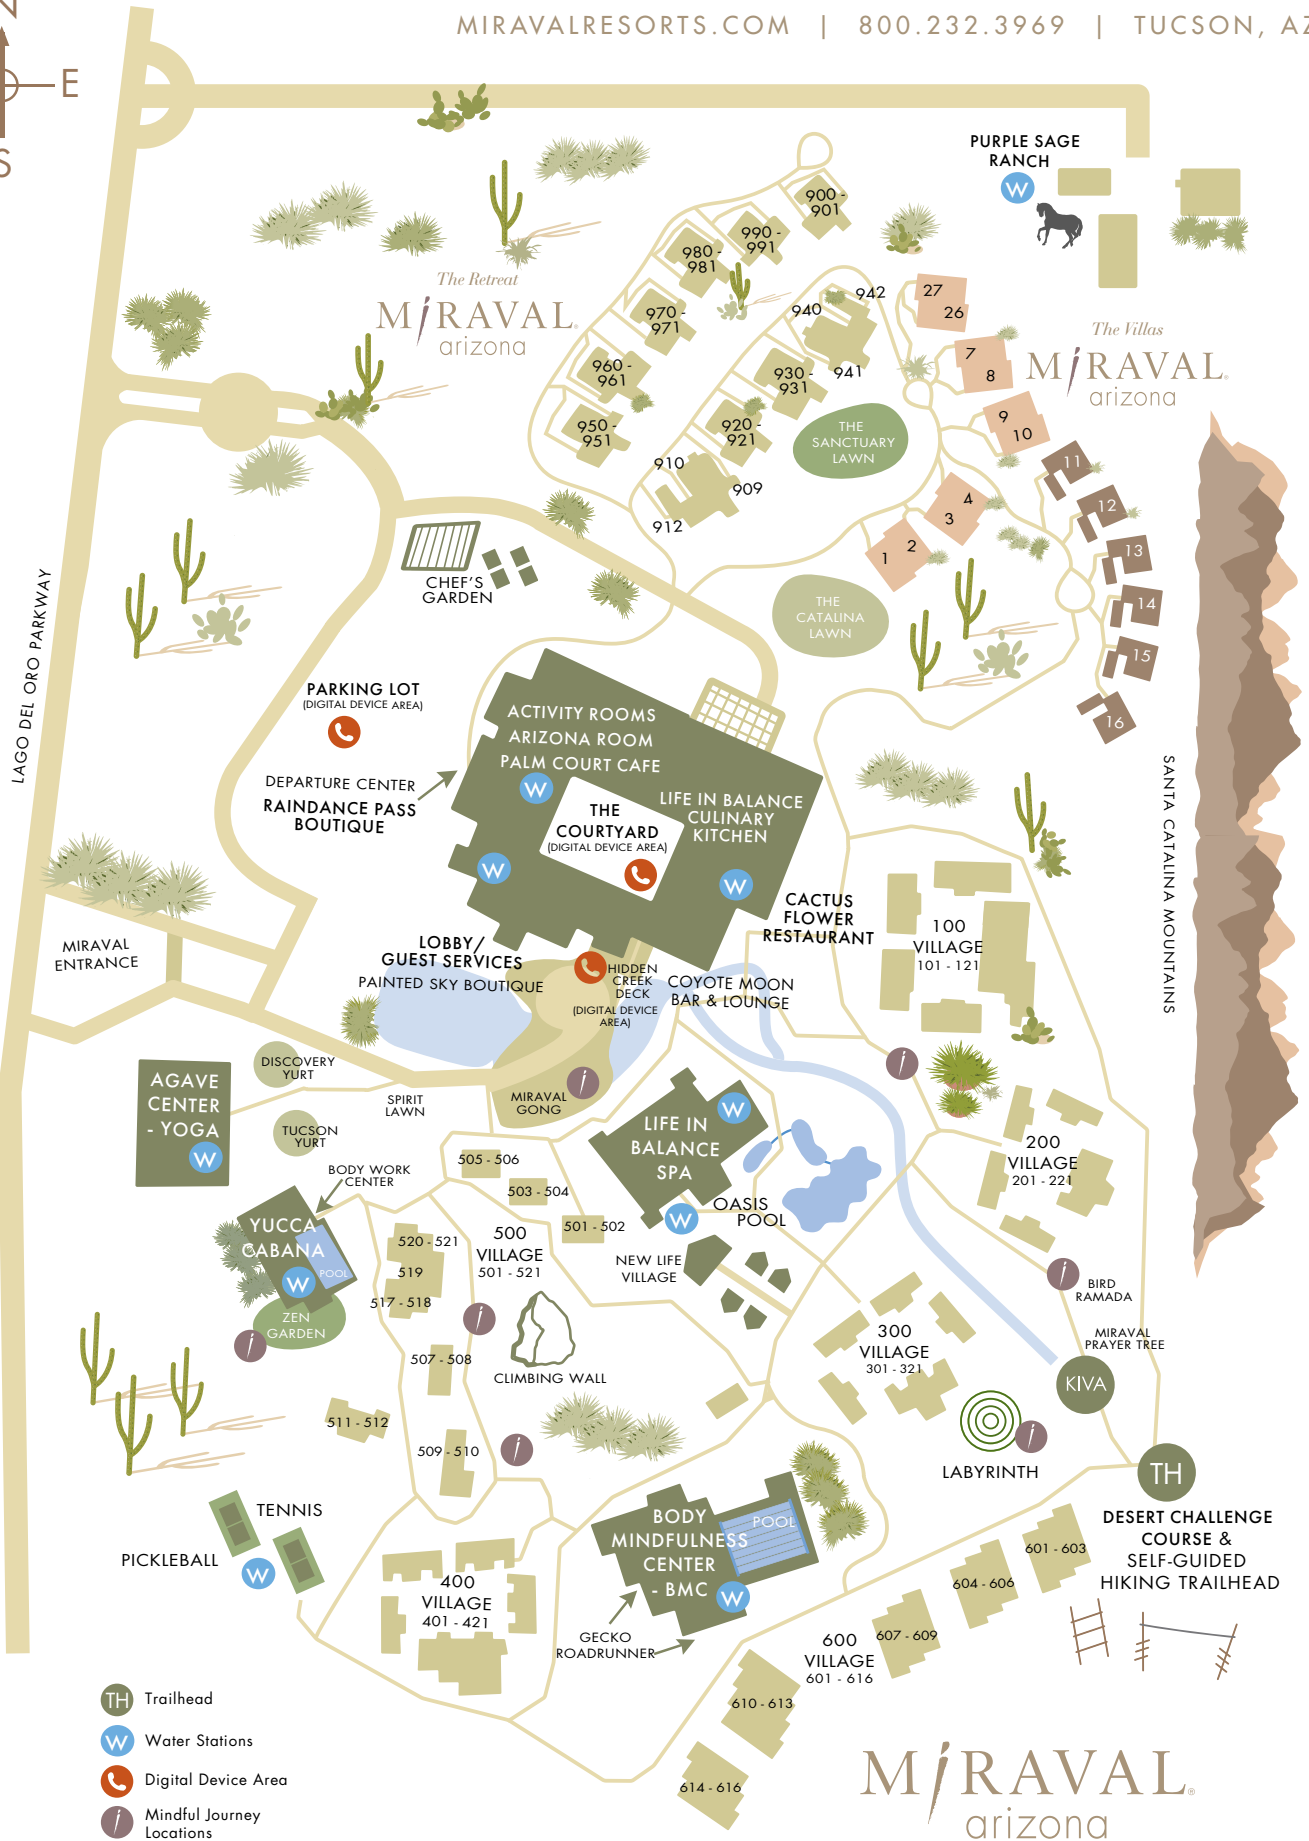 MIRAVALRESORTS.COM | 800.232.3969 | TUCSON, AZ
N
E
S
PURPLE SAGE
RANCH
W
900 -
901
990 -
991
980 -
981
970 -
971
960 -
961
950 -
951
The Retreat
MIRAVAL
arizona
940
942
941
930 -
931
920 -
921
910
909
912
27
26
7
8
9
10
11
12
13
14
15
16
4
3
2
1
The Villas
MIRAVAL
arizona
THE
SANCTUARY
LAWN
THE
CATALINA
LAWN
CHEF'S
GARDEN
LAGO DEL ORO PARKWAY
SANTA CATALINA MOUNTAINS
PARKING LOT
(DIGITAL DEVICE AREA)
DEPARTURE CENTER
RAINDANCE PASS
BOUTIQUE
ACTIVITY ROOMS
ARIZONA ROOM
PALM COURT CAFE
W
THE
COURTYARD
(DIGITAL DEVICE AREA)
LIFE IN BALANCE
CULINARY
KITCHEN
W
W
CACTUS
FLOWER
RESTAURANT
MIRAVAL
ENTRANCE
LOBBY/
GUEST SERVICES
PAINTED SKY BOUTIQUE
HIDDEN
CREEK
DECK
(DIGITAL DEVICE
AREA)
COYOTE MOON
BAR & LOUNGE
100
VILLAGE
101 - 121
DISCOVERY
YURT
AGAVE
CENTER
- YOGA
W
SPIRIT
LAWN
MIRAVAL
GONG
TUCSON
YURT
LIFE IN
BALANCE
SPA
W
200
VILLAGE
201 - 221
BODY WORK
CENTER
505 - 506
503 - 504
501 - 502
OASIS
POOL
W
YUCCA
CABANA
POOL
W
520 - 521
519
517 - 518
500
VILLAGE
501 - 521
NEW LIFE
VILLAGE
BIRD
RAMADA
ZEN
GARDEN
300
VILLAGE
301 - 321
MIRAVAL
PRAYER TREE
KIVA
507 - 508
CLIMBING WALL
511 - 512
509 - 510
LABYRINTH
TH
TENNIS
PICKLEBALL
W
BODY
MINDFULNESS
CENTER
- BMC
POOL
W
DESERT CHALLENGE
COURSE &
SELF-GUIDED
HIKING TRAILHEAD
400
VILLAGE
401 - 421
GECKO
ROADRUNNER
601 - 603
604 - 606
607 - 609
600
VILLAGE
601 - 616
610 - 613
614 - 616
TH Trailhead
W Water Stations
Digital Device Area
i Mindful Journey
Locations
MIRAVAL®
arizona